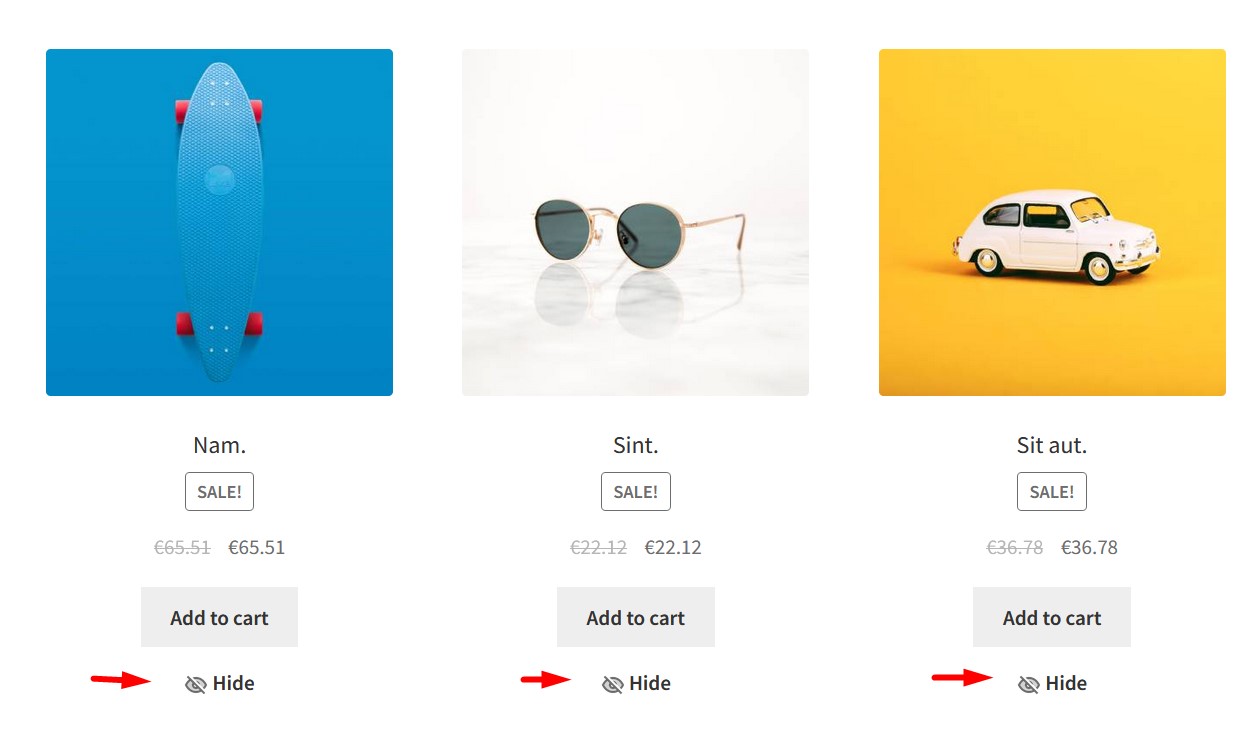 Nam.
SALE!
€65.51 €65.51
Add to cart
Hide
Sint.
SALE!
€22.12 €22.12
Add to cart
Hide
Sit aut.
SALE!
€36.78 €36.78
Add to cart
Hide